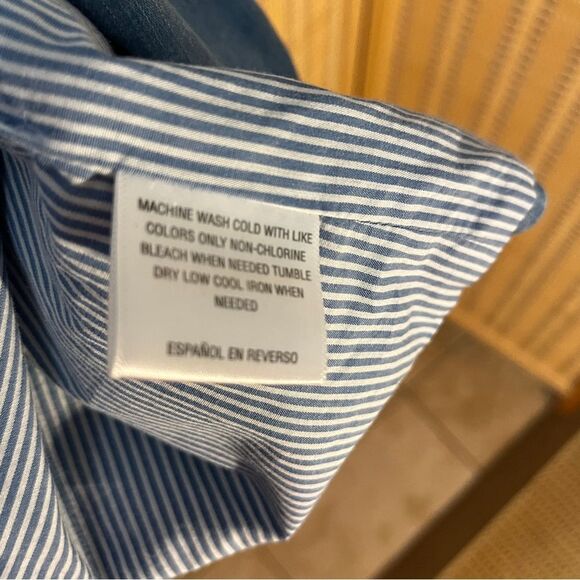 MACHINE WASH COLD WITH LIKE
COLORS ONLY NON-CHLORINE
BLEACH WHEN NEEDED TUMBLE
DRY LOW COOL IRON WHEN
NEEDED
ESPAÑOL EN REVERSO